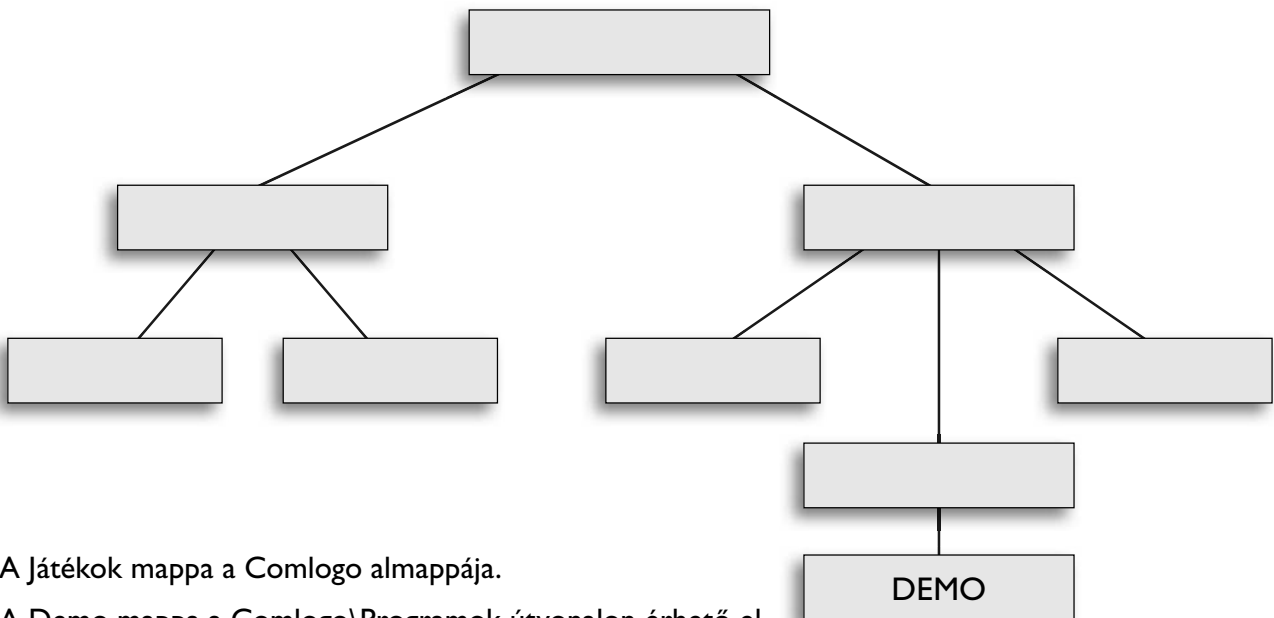 A Játékok mappa a Comlogo almappája.
DEMO
A Demo mappa a Comlogo\Programok útvonalon érhető el